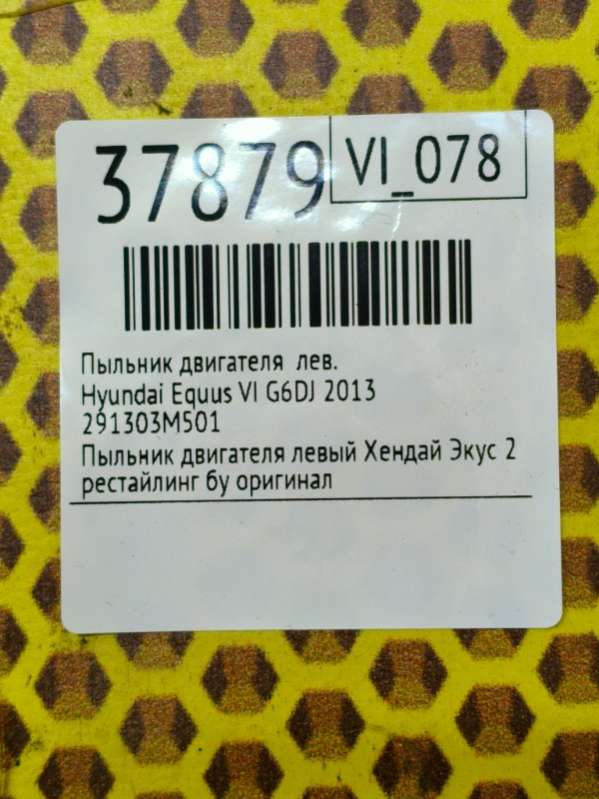 37879 VI_078
Пыльник двигателя лев.
Hyundai Equus VI G6DJ 2013
291303M501
Пыльник двигателя левый Хендай Экус 2
рестайлинг бу оригинал